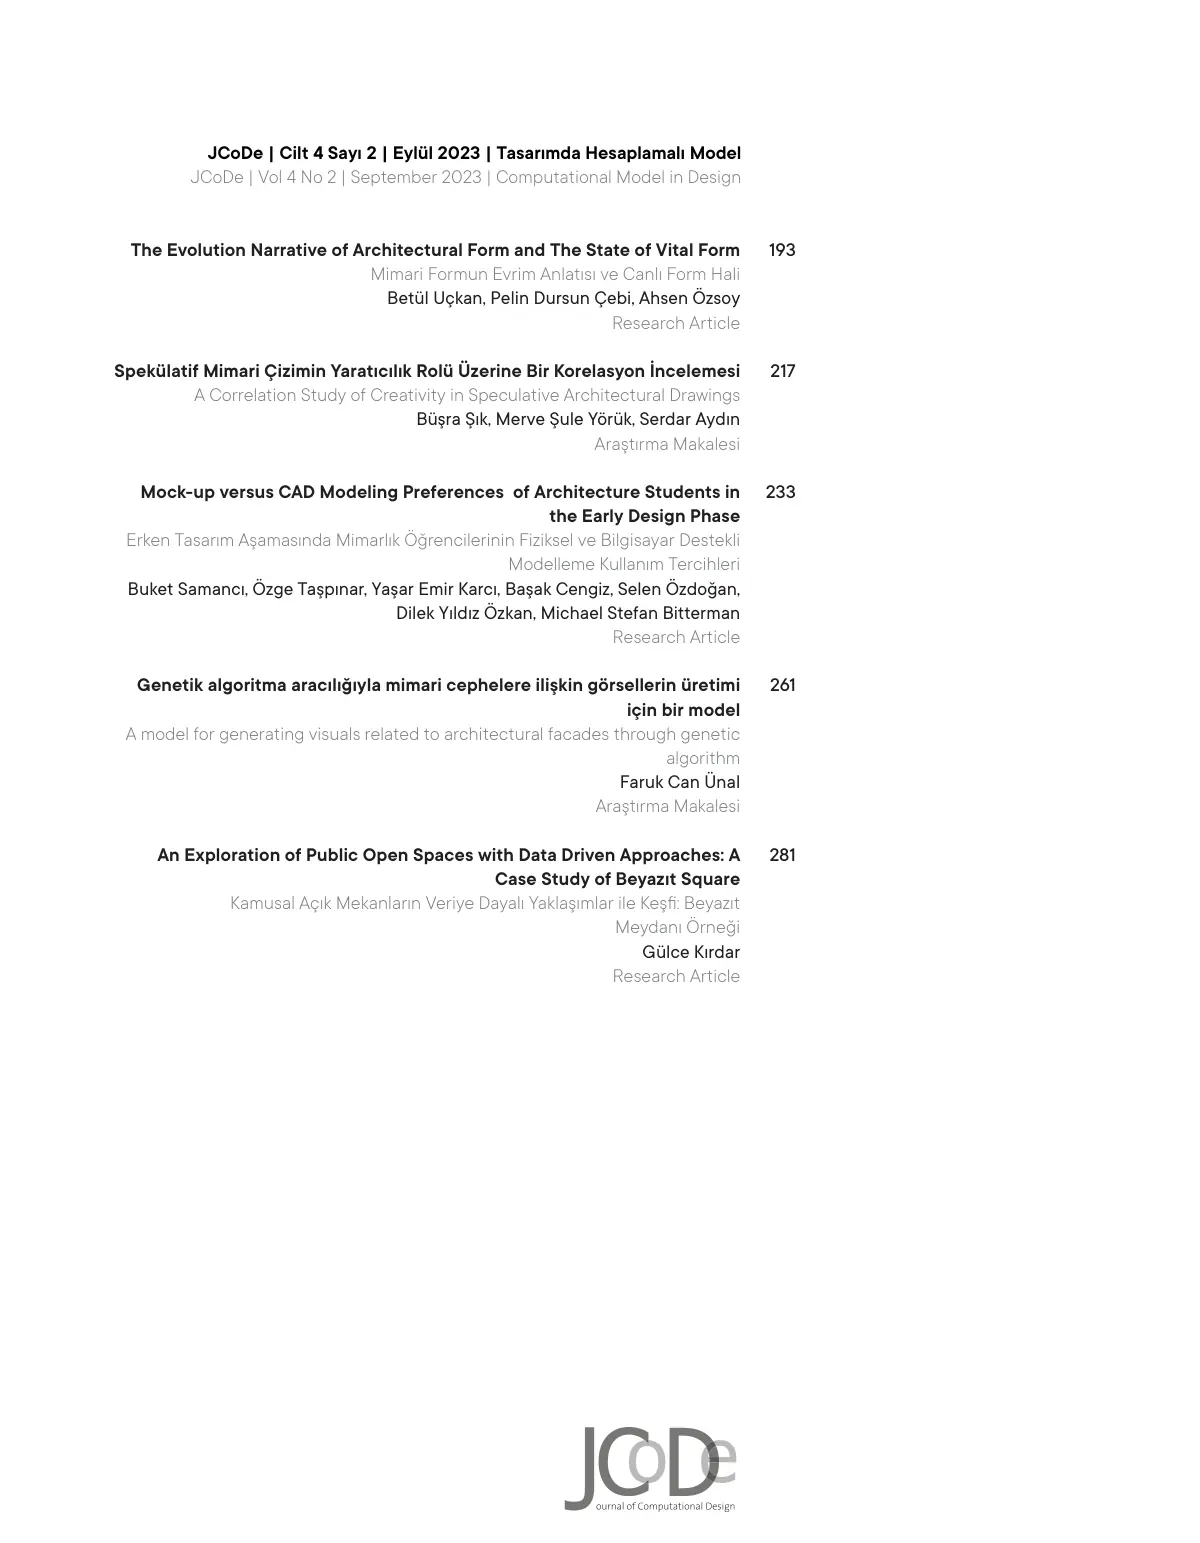 JCoDe | Cilt 4 Sayı 2 | Eylül 2023 | Tasarımda Hesaplamalı Model
JCoDe | Vol 4 No 2 | September 2023 | Computational Model in Design
The Evolution Narrative of Architectural Form and The State of Vital Form 193
Mimari Formun Evrim Anlatısı ve Canlı Form Hali
Betül Uçkan, Pelin Dursun Çebi, Ahsen Özsoy
Research Article
Spekülatif Mimari Çizimin Yaratıcılık Rolü Üzerine Bir Korelasyon İncelemesi 217
A Correlation Study of Creativity in Speculative Architectural Drawings
Büşra Şık, Merve Şule Yörük, Serdar Aydın
Araştırma Makalesi
Mock-up versus CAD Modeling Preferences  of Architecture Students in 233
the Early Design Phase
Erken Tasarım Aşamasında Mimarlık Öğrencilerinin Fiziksel ve Bilgisayar Destekli
Modelleme Kullanım Tercihleri
Buket Samancı, Özge Taşpınar, Yaşar Emir Karcı, Başak Cengiz, Selen Özdoğan,
Dilek Yıldız Özkan, Michael Stefan Bitterman
Research Article
Genetik algoritma aracılığıyla mimari cephelere ilişkin görsellerin üretimi 261
için bir model
A model for generating visuals related to architectural facades through genetic
algorithm
Faruk Can Ünal
Araştırma Makalesi
An Exploration of Public Open Spaces with Data Driven Approaches: A 281
Case Study of Beyazıt Square
Kamusal Açık Mekanların Veriye Dayalı Yaklaşımlar ile Keşfi: Beyazıt
Meydanı Örneği
Gülce Kırdar
Research Article
JCoDe
ournal of Computational Design